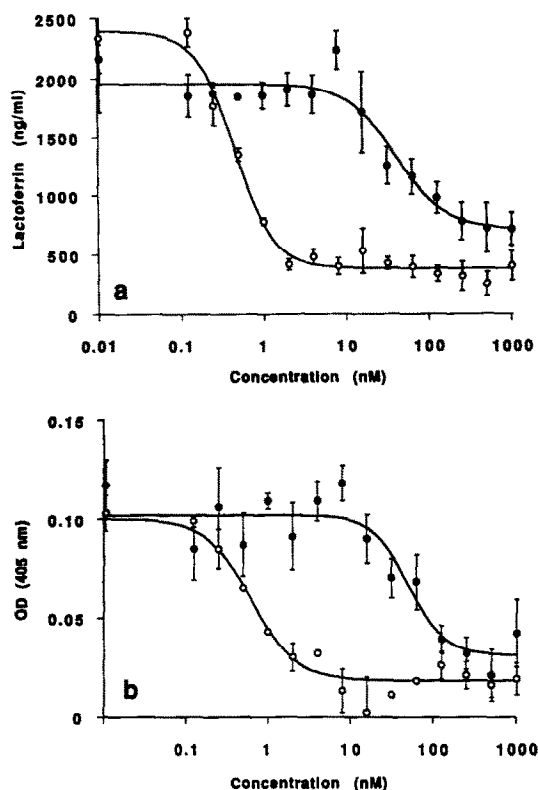 2500
2000
1500
1000
500
0
Lactoferrin (ng/ml)
a
0.01 0.1 1 10 100 1000
Concentration (nM)
0.15
0.10
0.05
0
OD (405 nm)
b
0.1 1 10 100 1000
Concentration (nM)